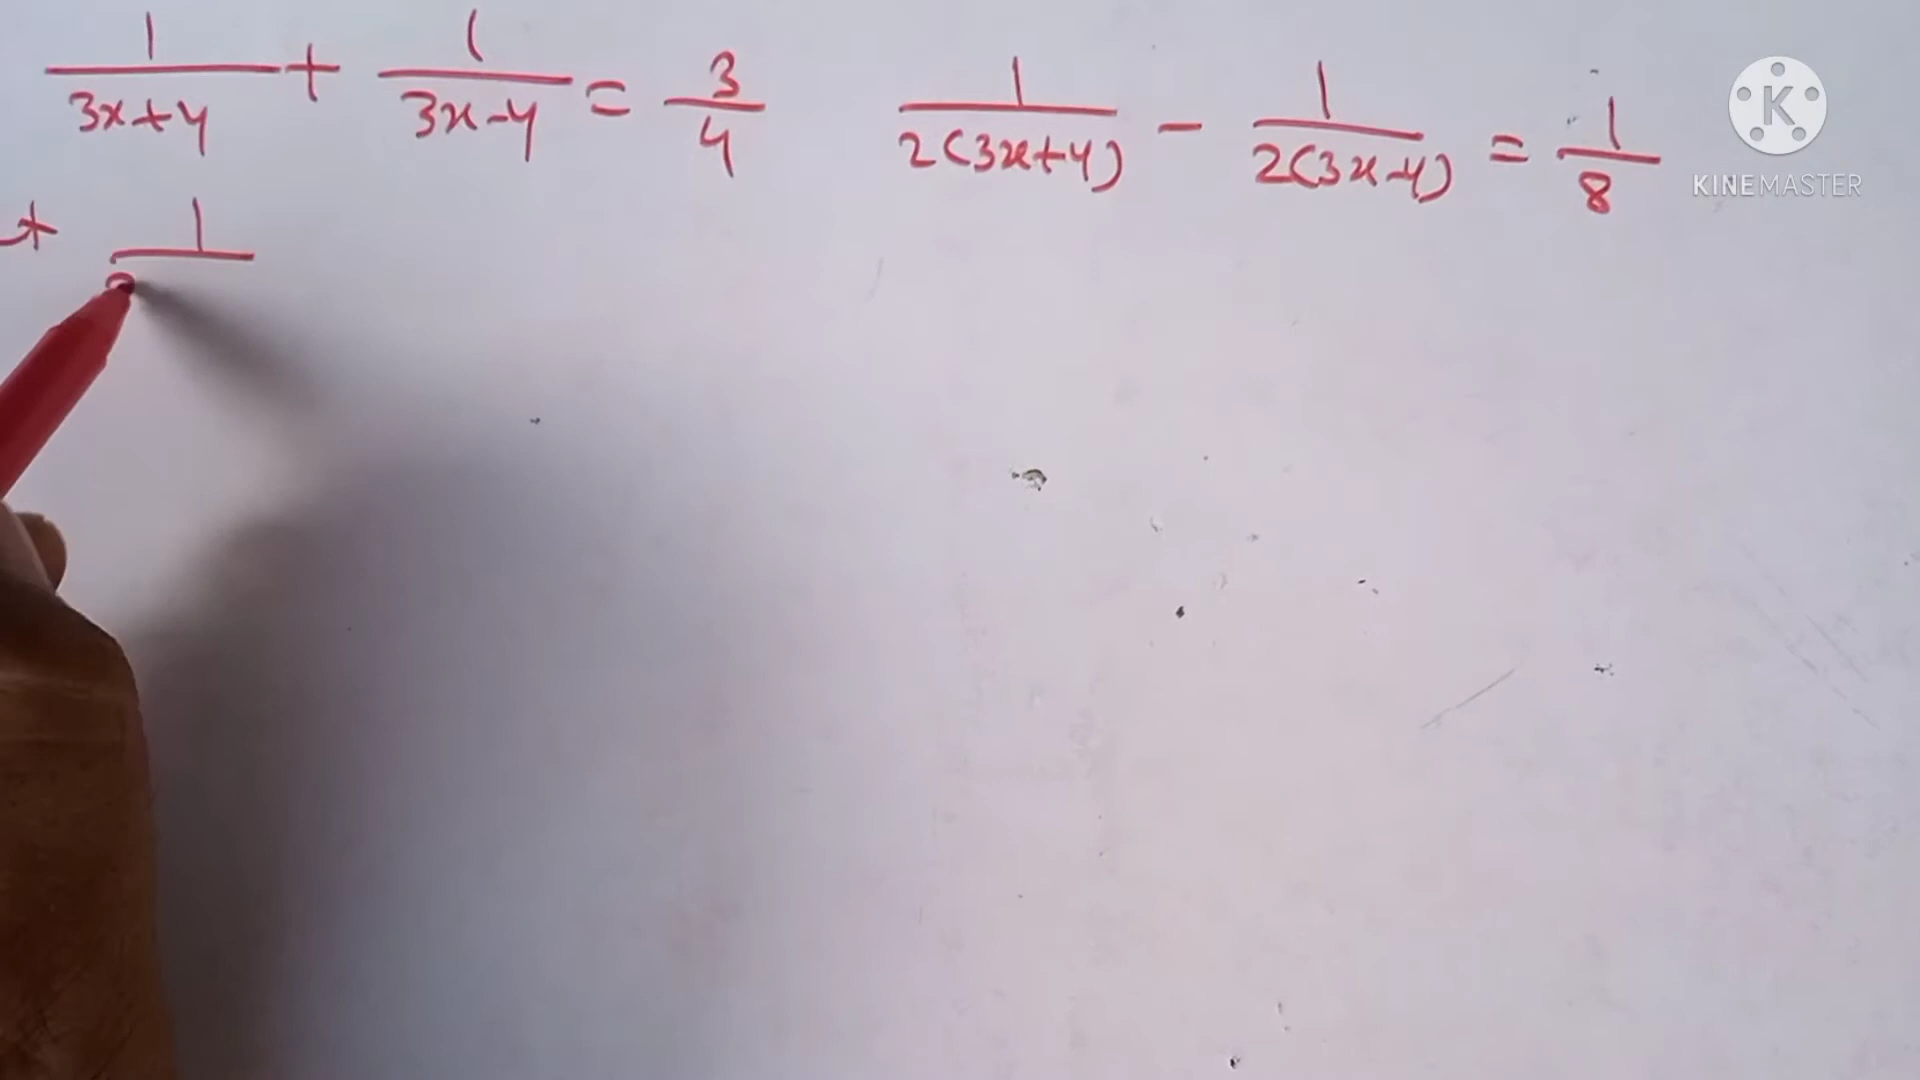 1/(3x+y) + 1/(3x-y) = 3/4    1/(2(3x+y)) - 1/(2(3x-y)) = 1/8
K
KINEMASTER
1